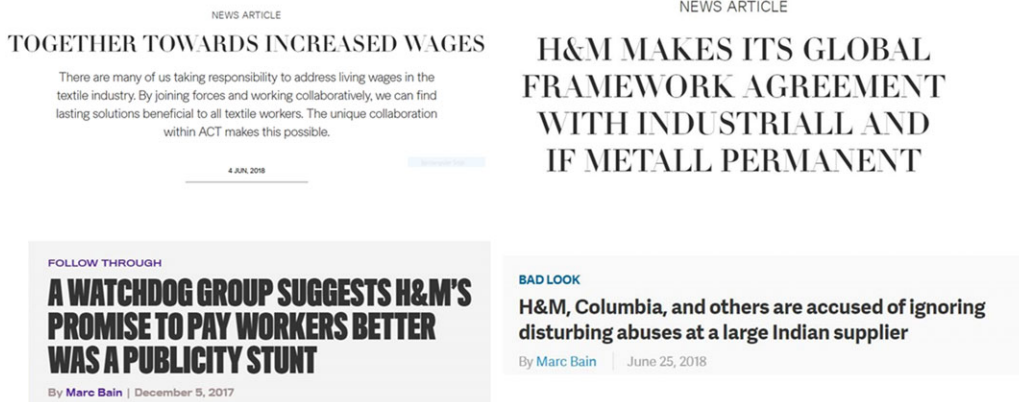 NEWS ARTICLE
TOGETHER TOWARDS INCREASED WAGES
There are many of us taking responsibility to address living wages in the
textile industry. By joining forces and working collaboratively, we can find
lasting solutions beneficial to all textile workers. The unique collaboration
within ACT makes this possible.
4 JUN, 2018
NEWS ARTICLE
H&M MAKES ITS GLOBAL
FRAMEWORK AGREEMENT
WITH INDUSTRIALL AND
IF METALL PERMANENT
FOLLOW THROUGH
A WATCHDOG GROUP SUGGESTS H&M'S
PROMISE TO PAY WORKERS BETTER
WAS A PUBLICITY STUNT
By Marc Bain | December 5, 2017
BAD LOOK
H&M, Columbia, and others are accused of ignoring
disturbing abuses at a large Indian supplier
By Marc Bain | June 25, 2018